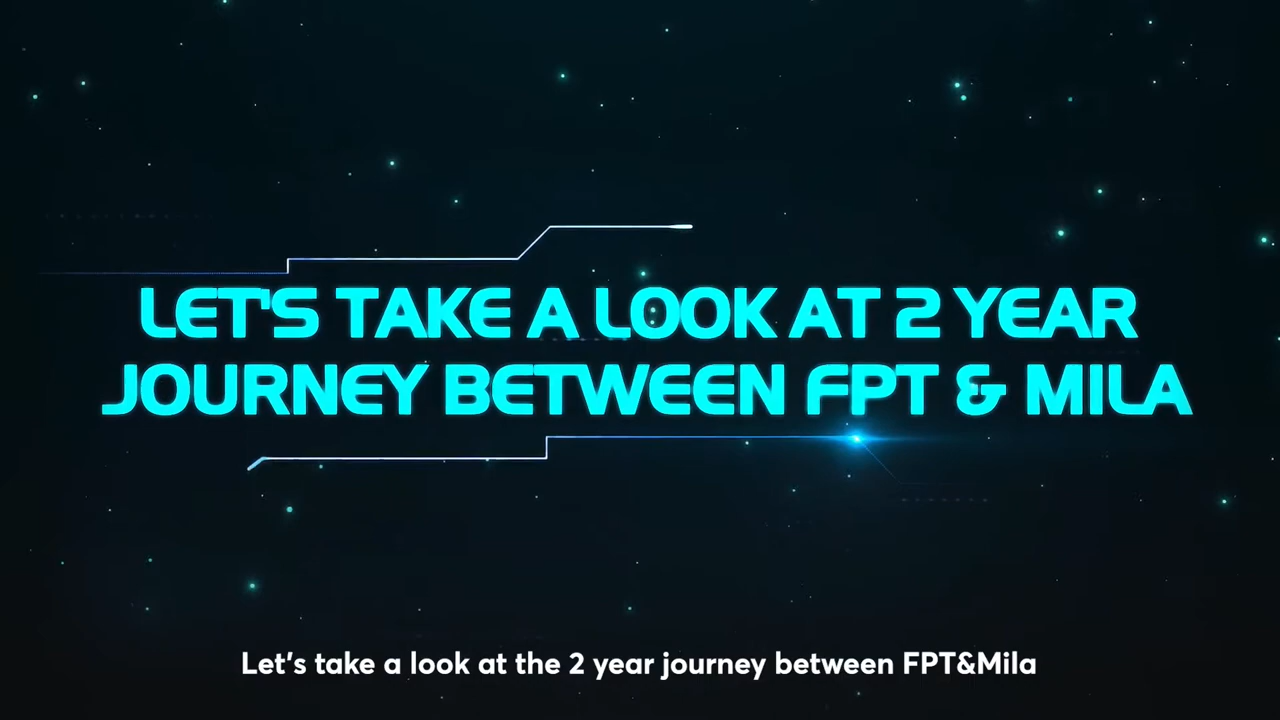 LET'S TAKE A LOOK AT 2 YEAR
JOURNEY BETWEEN FPT & MILA
Let's take a look at the 2 year journey between FPT&Mila